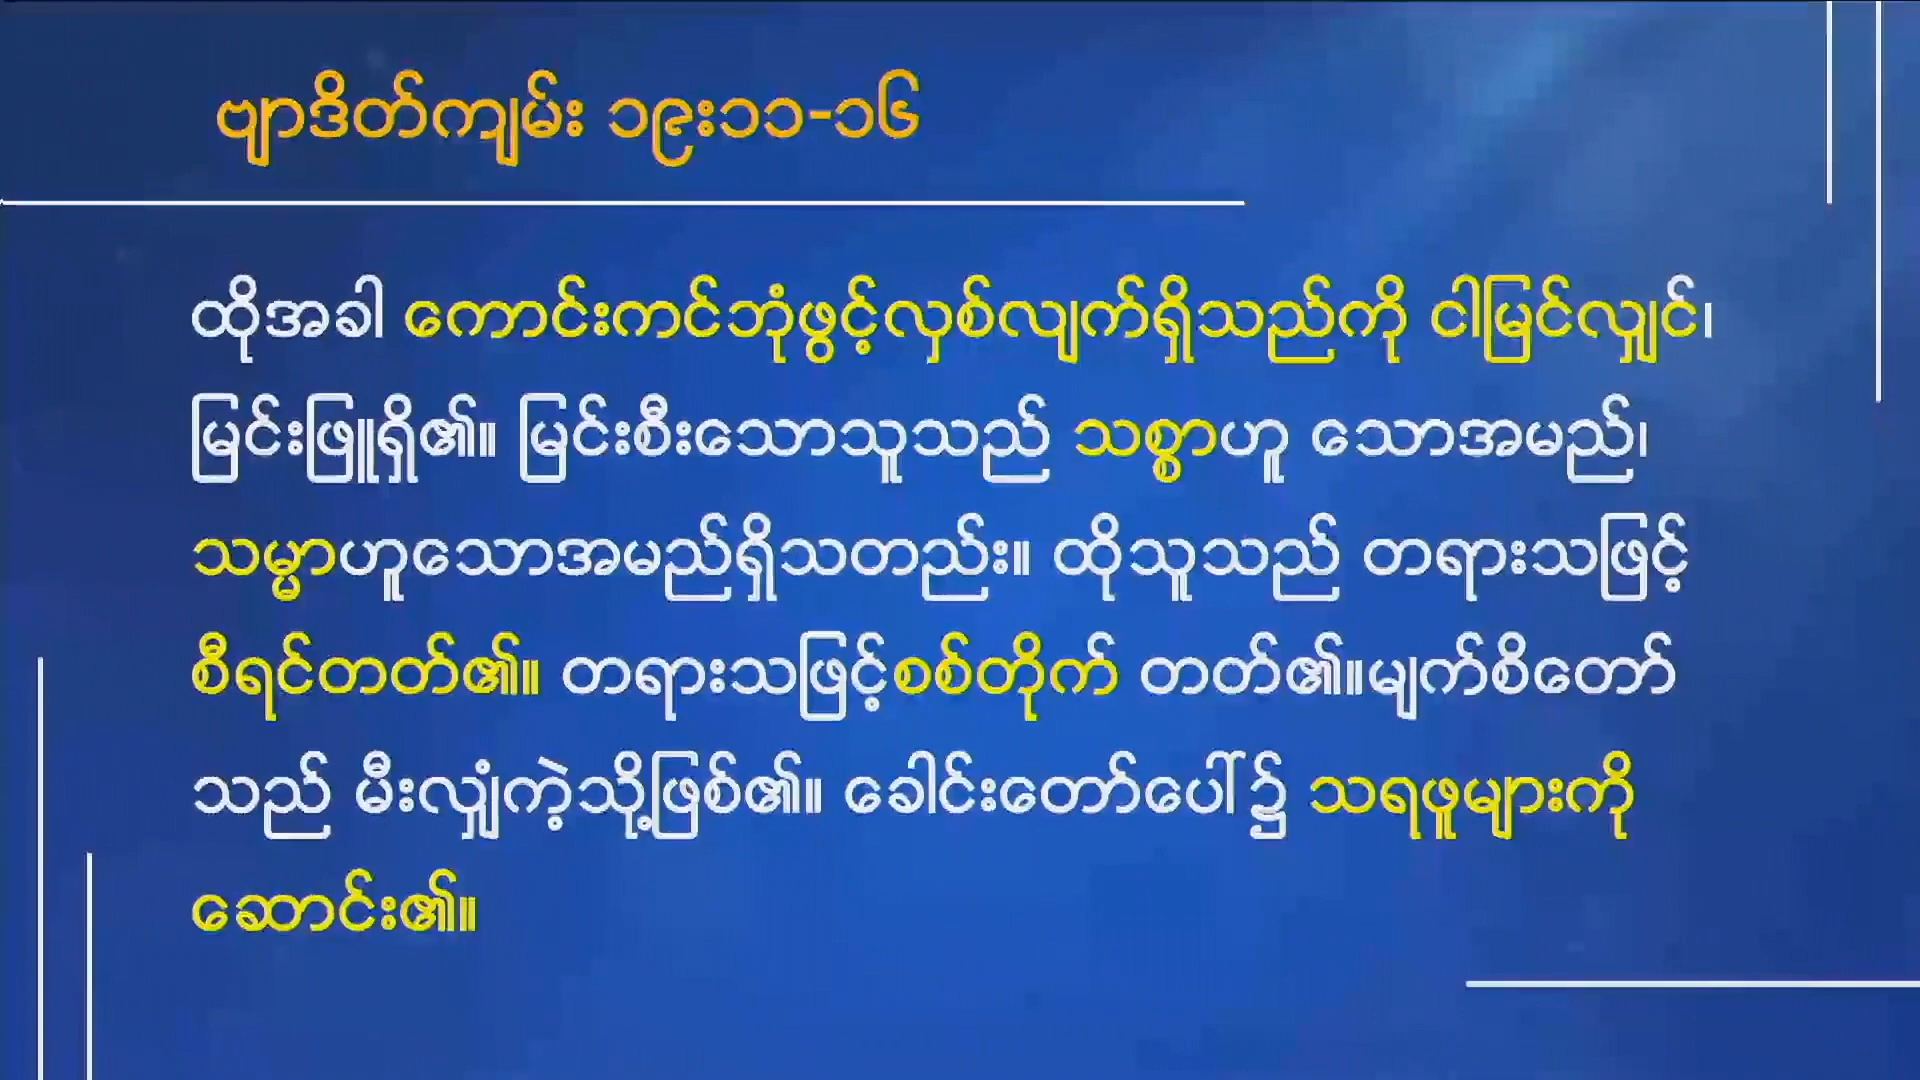 ဗျာဒိတ်ကျမ်း ၁၉း၁၁-၁၆
ထိုအခါ ကောင်းကင်ဘုံဖွင့်လှစ်လျက်ရှိသည်ကို ငါမြင်လျှင်၊
မြင်းဖြူရှိ၏။ မြင်းစီးသောသူသည် သစ္စာဟူ သောအမည်၊
သမ္မာဟူသောအမည်ရှိသတည်း။ ထိုသူသည် တရားသဖြင့်
စီရင်တတ်၏။ တရားသဖြင့်စစ်တိုက် တတ်၏။မျက်စိတော်
သည် မီးလျှံကဲ့သို့ဖြစ်၏။ ခေါင်းတော်ပေါ်၌ သရဖူများကို
ဆောင်း၏။